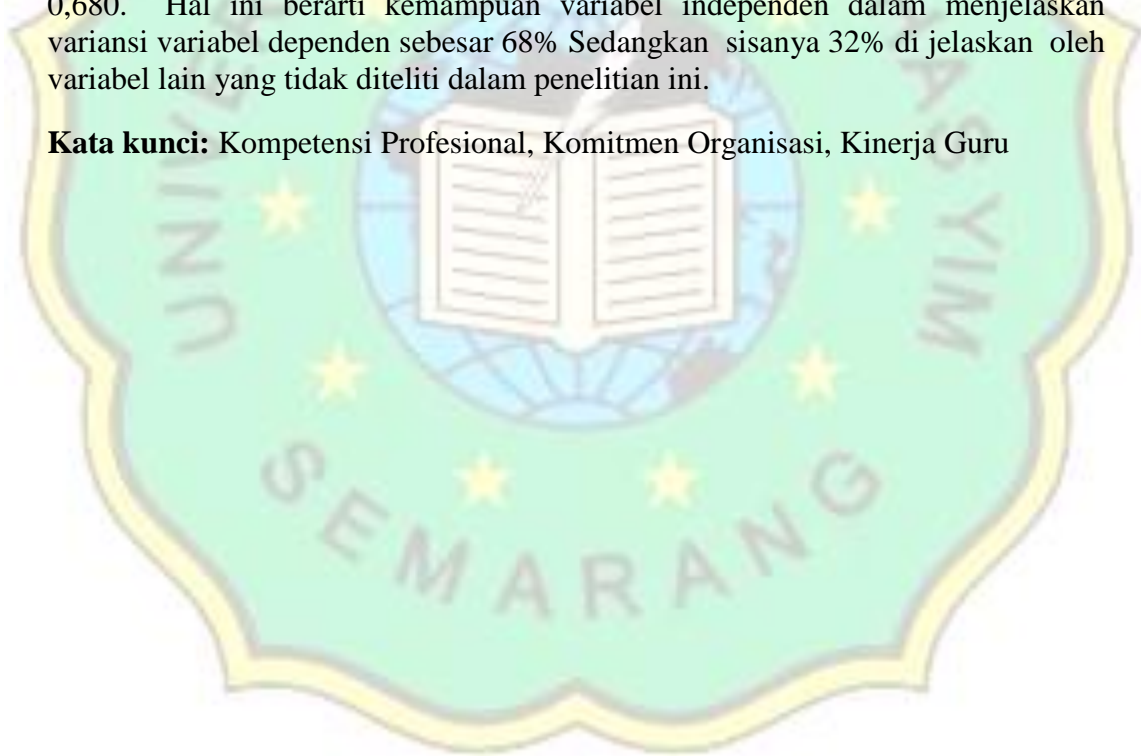 0,680. Hal ini berarti kemampuan variabel independen dalam menjelaskan
variansi variabel dependen sebesar 68% Sedangkan sisanya 32% di jelaskan oleh
variabel lain yang tidak diteliti dalam penelitian ini.
Kata kunci: Kompetensi Profesional, Komitmen Organisasi, Kinerja Guru
SEMARANG